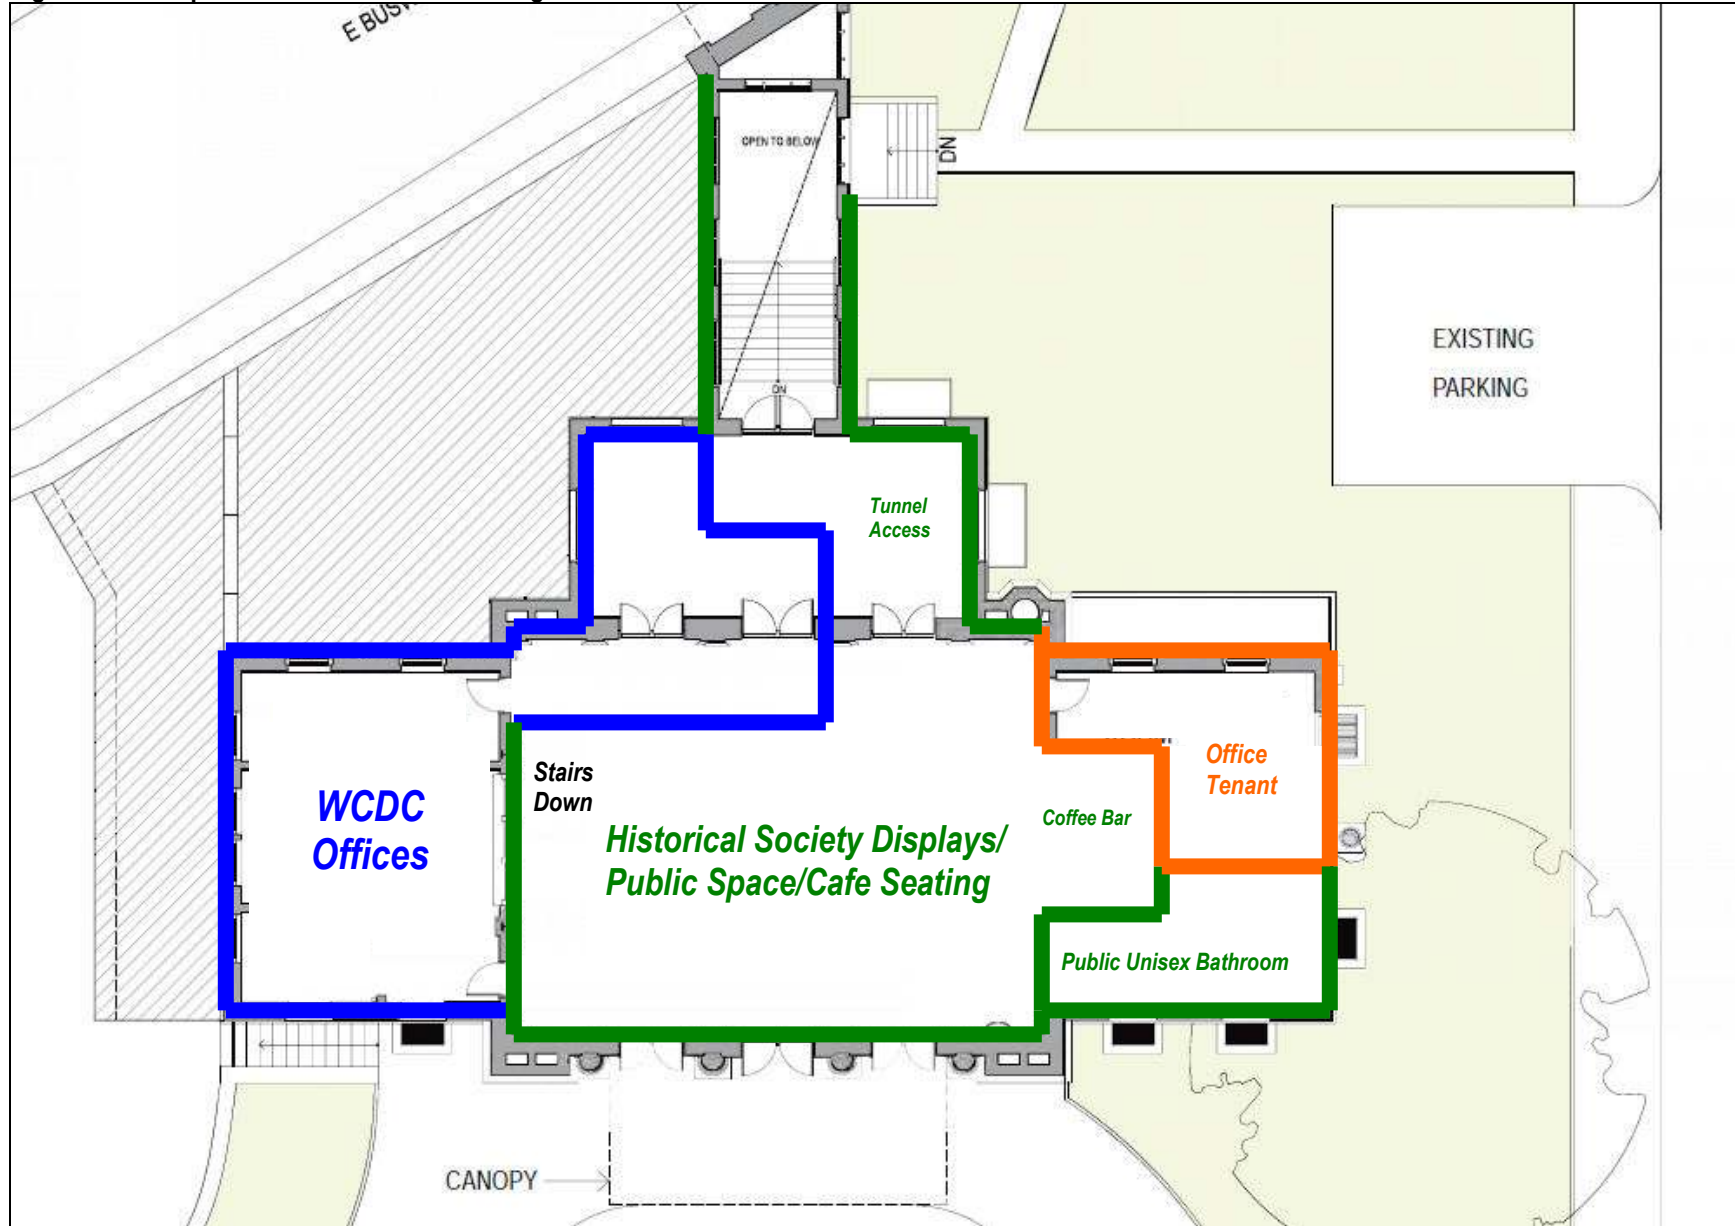 E BUSW
OPEN TO BELOW
DN
EXISTING
PARKING
DN
Tunnel
Access
Stairs
Down
WCDC
Offices
Historical Society Displays/
Public Space/Cafe Seating
Coffee Bar
Office
Tenant
Public Unisex Bathroom
CANOPY